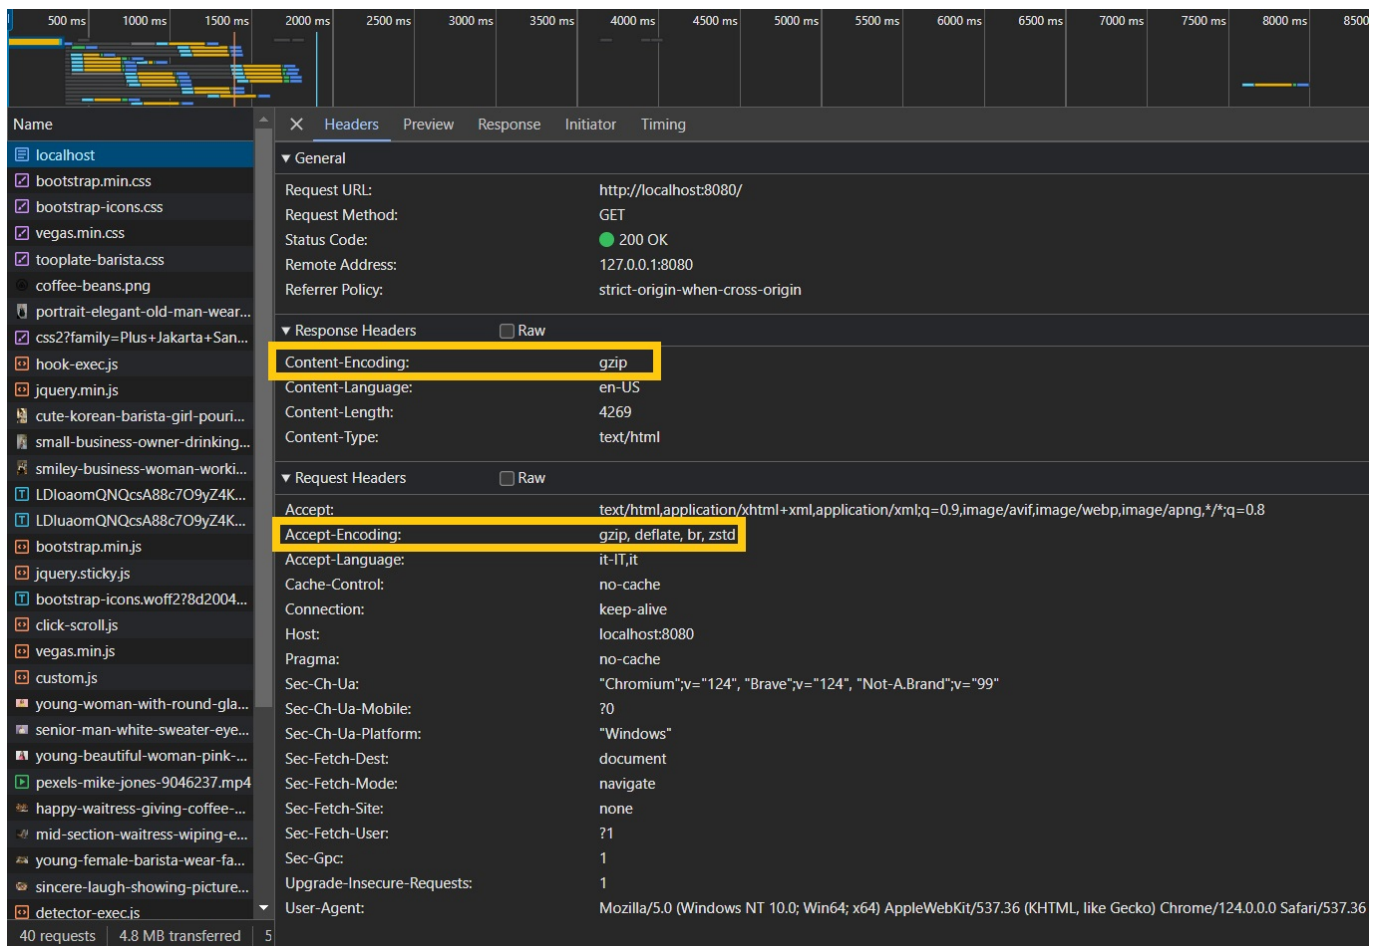 500 ms 1000 ms 1500 ms 2000 ms 2500 ms 3000 ms 3500 ms 4000 ms 4500 ms 5000 ms 5500 ms 6000 ms 6500 ms 7000 ms 7500 ms 8000 ms 8500
Name
localhost
bootstrap.min.css
bootstrap-icons.css
vegas.min.css
tooplate-barista.css
coffee-beans.png
portrait-elegant-old-man-wear...
css2?family=Plus+Jakarta+San...
hook-exec.js
jquery.min.js
cute-korean-barista-girl-pouri...
small-business-owner-drinking...
smiley-business-woman-worki...
LDIoaomQNQcsA88c7O9yZ4K...
LDIuaomQNQcsA88c7O9yZ4K...
bootstrap.min.js
jquery.sticky.js
bootstrap-icons.woff2?8d2004...
click-scroll.js
vegas.min.js
custom.js
young-woman-with-round-gla...
senior-man-white-sweater-eye...
young-beautiful-woman-pink-...
pexels-mike-jones-9046237.mp4
happy-waitress-giving-coffee-...
mid-section-waitress-wiping-e...
young-female-barista-wear-fa...
sincere-laugh-showing-picture...
detector-exec.js
40 requests 4.8 MB transferred 5
Headers Preview Response Initiator Timing
General
Request URL: http://localhost:8080/
Request Method: GET
Status Code: 200 OK
Remote Address: 127.0.0.1:8080
Referrer Policy: strict-origin-when-cross-origin
Response Headers Raw
Content-Encoding: gzip
Content-Language: en-US
Content-Length: 4269
Content-Type: text/html
Request Headers Raw
Accept: text/html,application/xhtml+xml,application/xml;q=0.9,image/avif,image/webp,image/apng,*/*;q=0.8
Accept-Encoding: gzip, deflate, br, zstd
Accept-Language: it-IT,it
Cache-Control: no-cache
Connection: keep-alive
Host: localhost:8080
Pragma: no-cache
Sec-Ch-Ua: "Chromium";v="124", "Brave";v="124", "Not-A.Brand";v="99"
Sec-Ch-Ua-Mobile: ?0
Sec-Ch-Ua-Platform: "Windows"
Sec-Fetch-Dest: document
Sec-Fetch-Mode: navigate
Sec-Fetch-Site: none
Sec-Fetch-User: ?1
Sec-Gpc: 1
Upgrade-Insecure-Requests: 1
User-Agent: Mozilla/5.0 (Windows NT 10.0; Win64; x64) AppleWebKit/537.36 (KHTML, like Gecko) Chrome/124.0.0.0 Safari/537.36